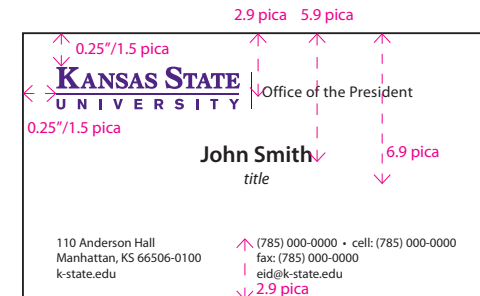 2.9 pica 5.9 pica
0.25"/1.5 pica
KANSAS STATE
UNIVERSITY
Office of the President
0.25"/1.5 pica
John Smith
6.9 pica
title
110 Anderson Hall
Manhattan, KS 66506-0100
k-state.edu
(785) 000-0000 • cell: (785) 000-0000
fax: (785) 000-0000
eid@k-state.edu
2.9 pica